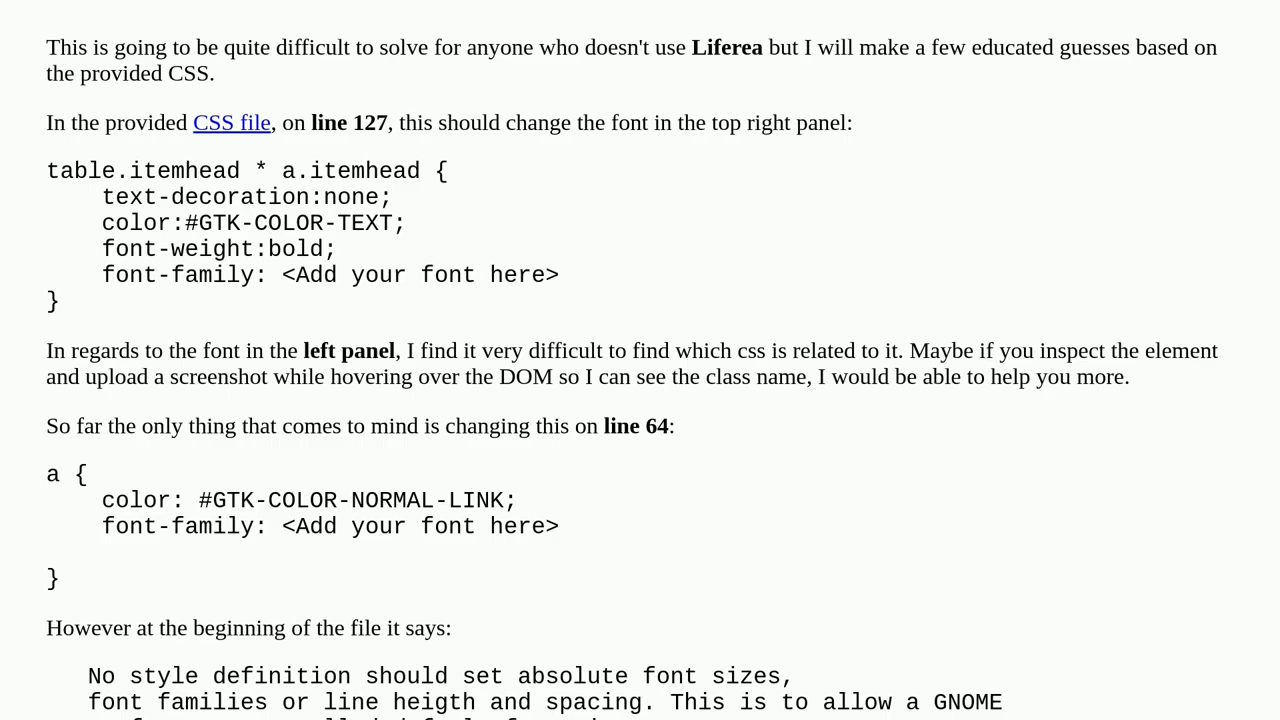 This is going to be quite difficult to solve for anyone who doesn't use Liferea but I will make a few educated guesses based on
the provided CSS.
In the provided CSS file, on line 127, this should change the font in the top right panel:
table.itemhead * a.itemhead {
    text-decoration:none;
    color:#GTK-COLOR-TEXT;
    font-weight:bold;
    font-family: <Add your font here>
}
In regards to the font in the left panel, I find it very difficult to find which css is related to it. Maybe if you inspect the element
and upload a screenshot while hovering over the DOM so I can see the class name, I would be able to help you more.
So far the only thing that comes to mind is changing this on line 64:
a {
    color: #GTK-COLOR-NORMAL-LINK;
    font-family: <Add your font here>
}
However at the beginning of the file it says:
   No style definition should set absolute font sizes,
   font families or line heigth and spacing. This is to allow a GNOME